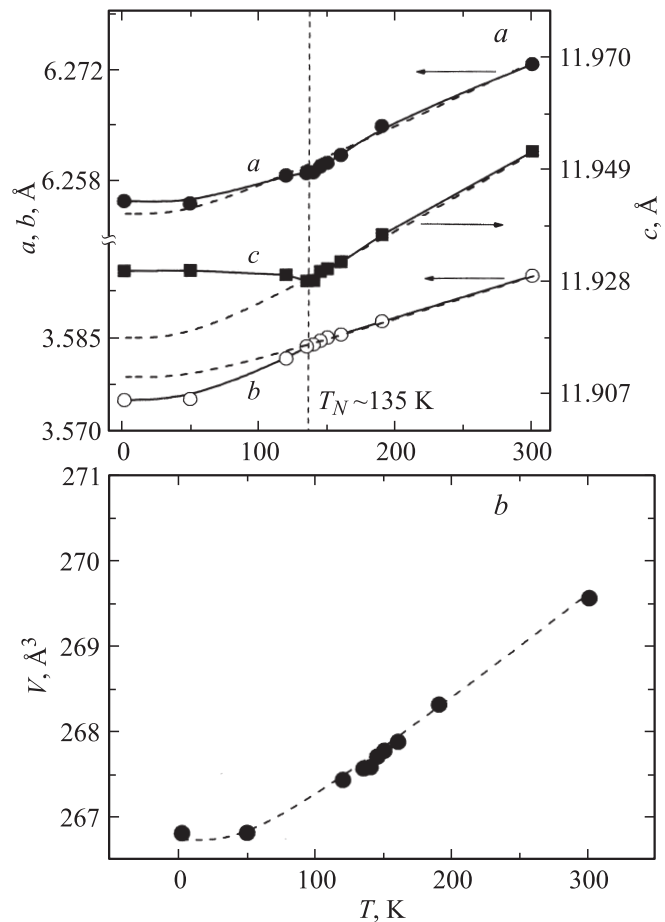 a
6.272
11.970
a
6.258
11.949
a, b, Å
c, Å
c
11.928
3.585
b
T_N ~135 K
11.907
3.570
0 100 200 300
271
b
270
V, Å³
269
268
267
0 100 200 300
T, K